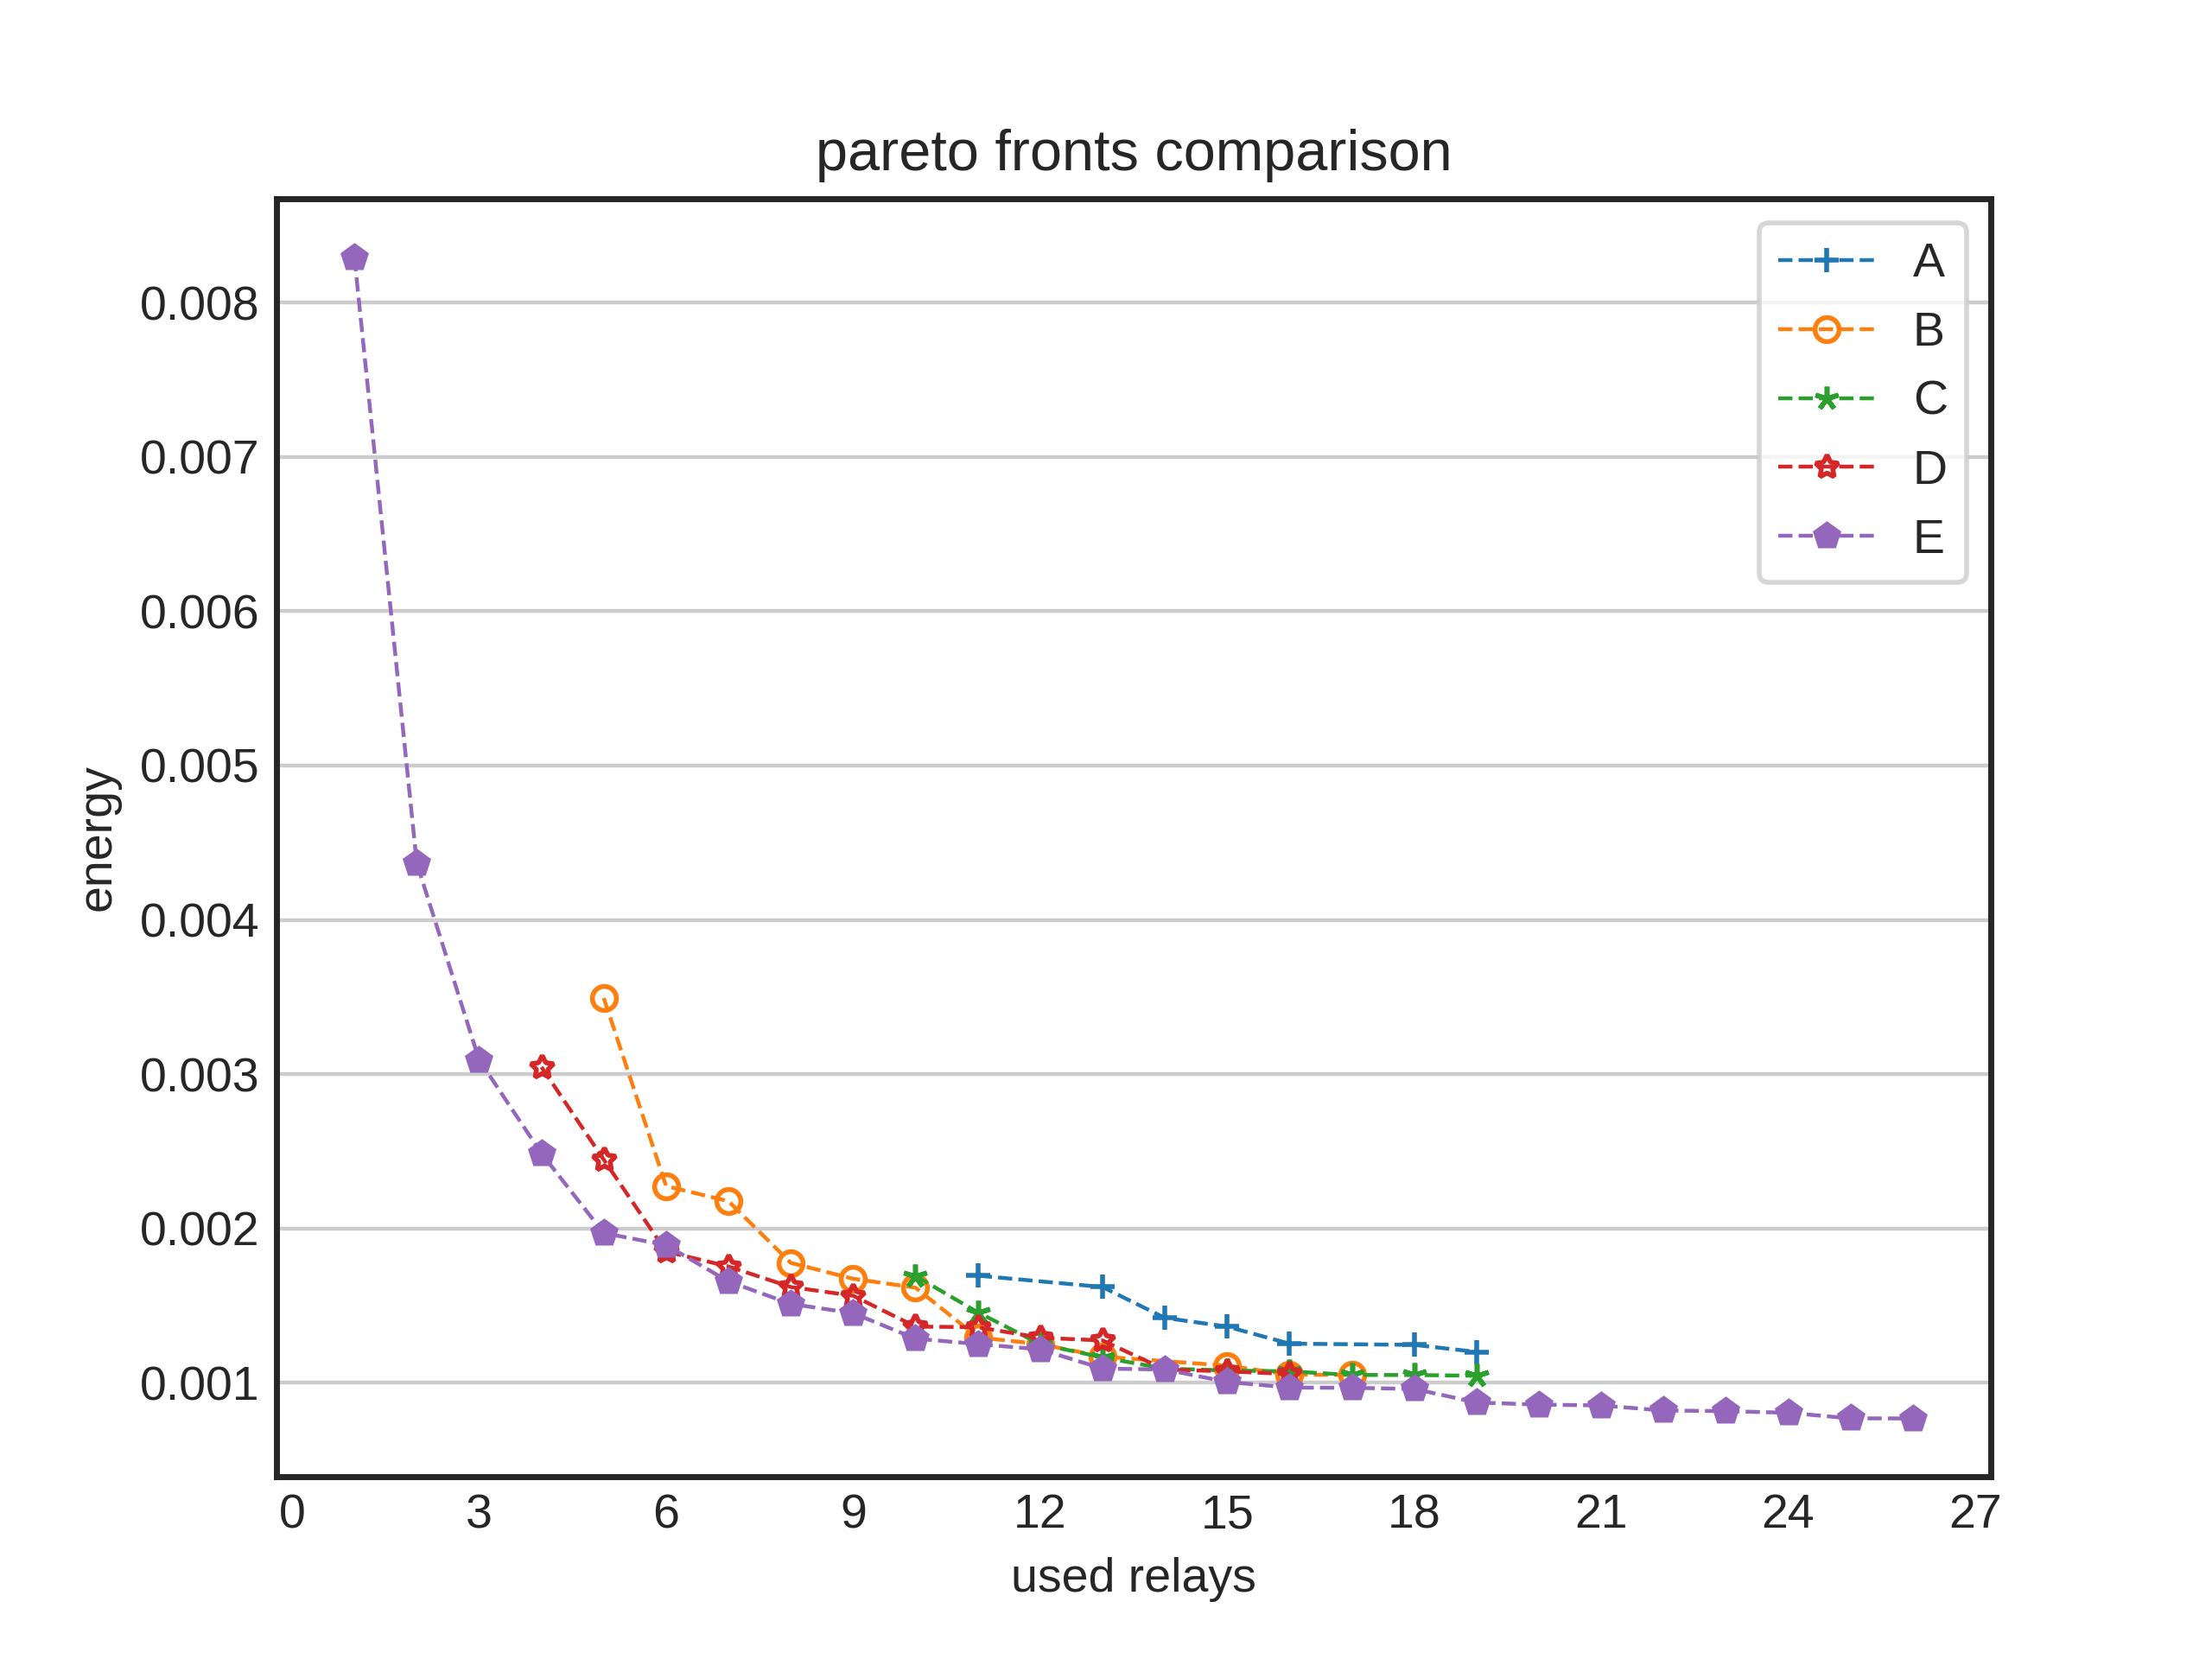 pareto fronts comparison
A
B
C
D
E
0.008
0.007
0.006
0.005
0.004
0.003
0.002
0.001
energy
0 3 6 9 12 15 18 21 24 27
used relays